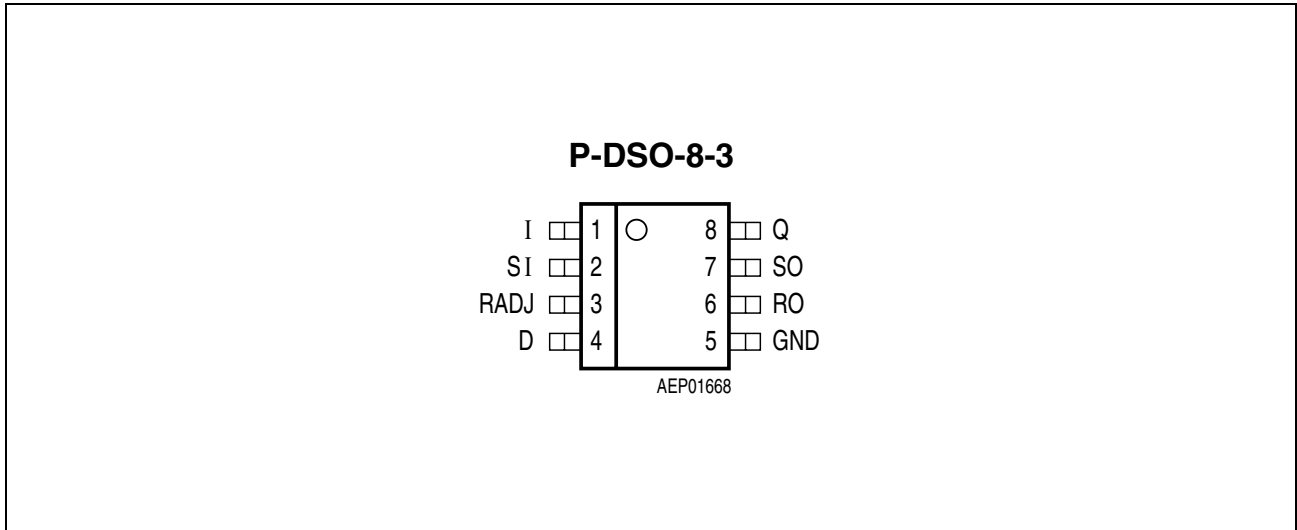 P-DSO-8-3
I 1 8 Q
SI 2 7 SO
RADJ 3 6 RO
D 4 5 GND
AEP01668